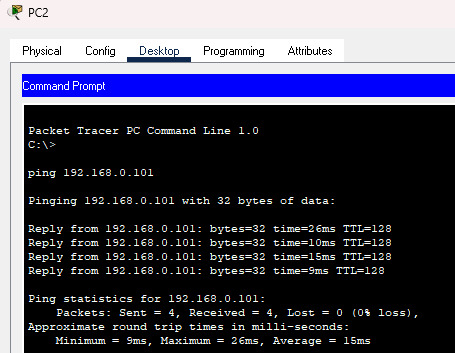 PC2
Physical Config Desktop Programming Attributes
Command Prompt
Packet Tracer PC Command Line 1.0
C:\>
ping 192.168.0.101
Pinging 192.168.0.101 with 32 bytes of data:
Reply from 192.168.0.101: bytes=32 time=26ms TTL=128
Reply from 192.168.0.101: bytes=32 time=10ms TTL=128
Reply from 192.168.0.101: bytes=32 time=15ms TTL=128
Reply from 192.168.0.101: bytes=32 time=9ms TTL=128
Ping statistics for 192.168.0.101:
Packets: Sent = 4, Received = 4, Lost = 0 (0% loss),
Approximate round trip times in milli-seconds:
Minimum = 9ms, Maximum = 26ms, Average = 15ms